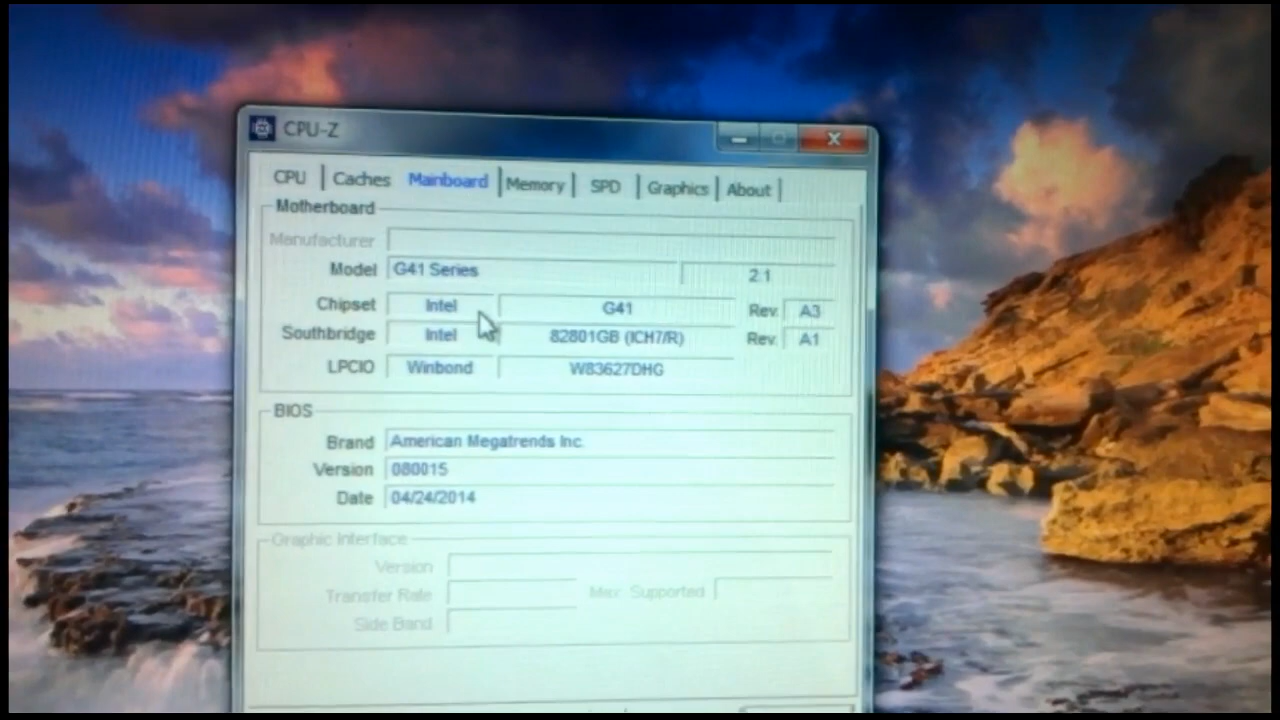 CPU-Z
CPU Caches Mainboard Memory SPD Graphics About
Motherboard
Manufacturer
Model G41 Series 2.1
Chipset Intel G41 Rev. A3
Southbridge Intel 82801GB (ICH7/R) Rev. A1
LPCIO Winbond W83627DHG
BIOS
Brand American Megatrends Inc.
Version 080015
Date 04/24/2014
Graphic Interface
Version
Transfer Rate Max. Supported
Side Band